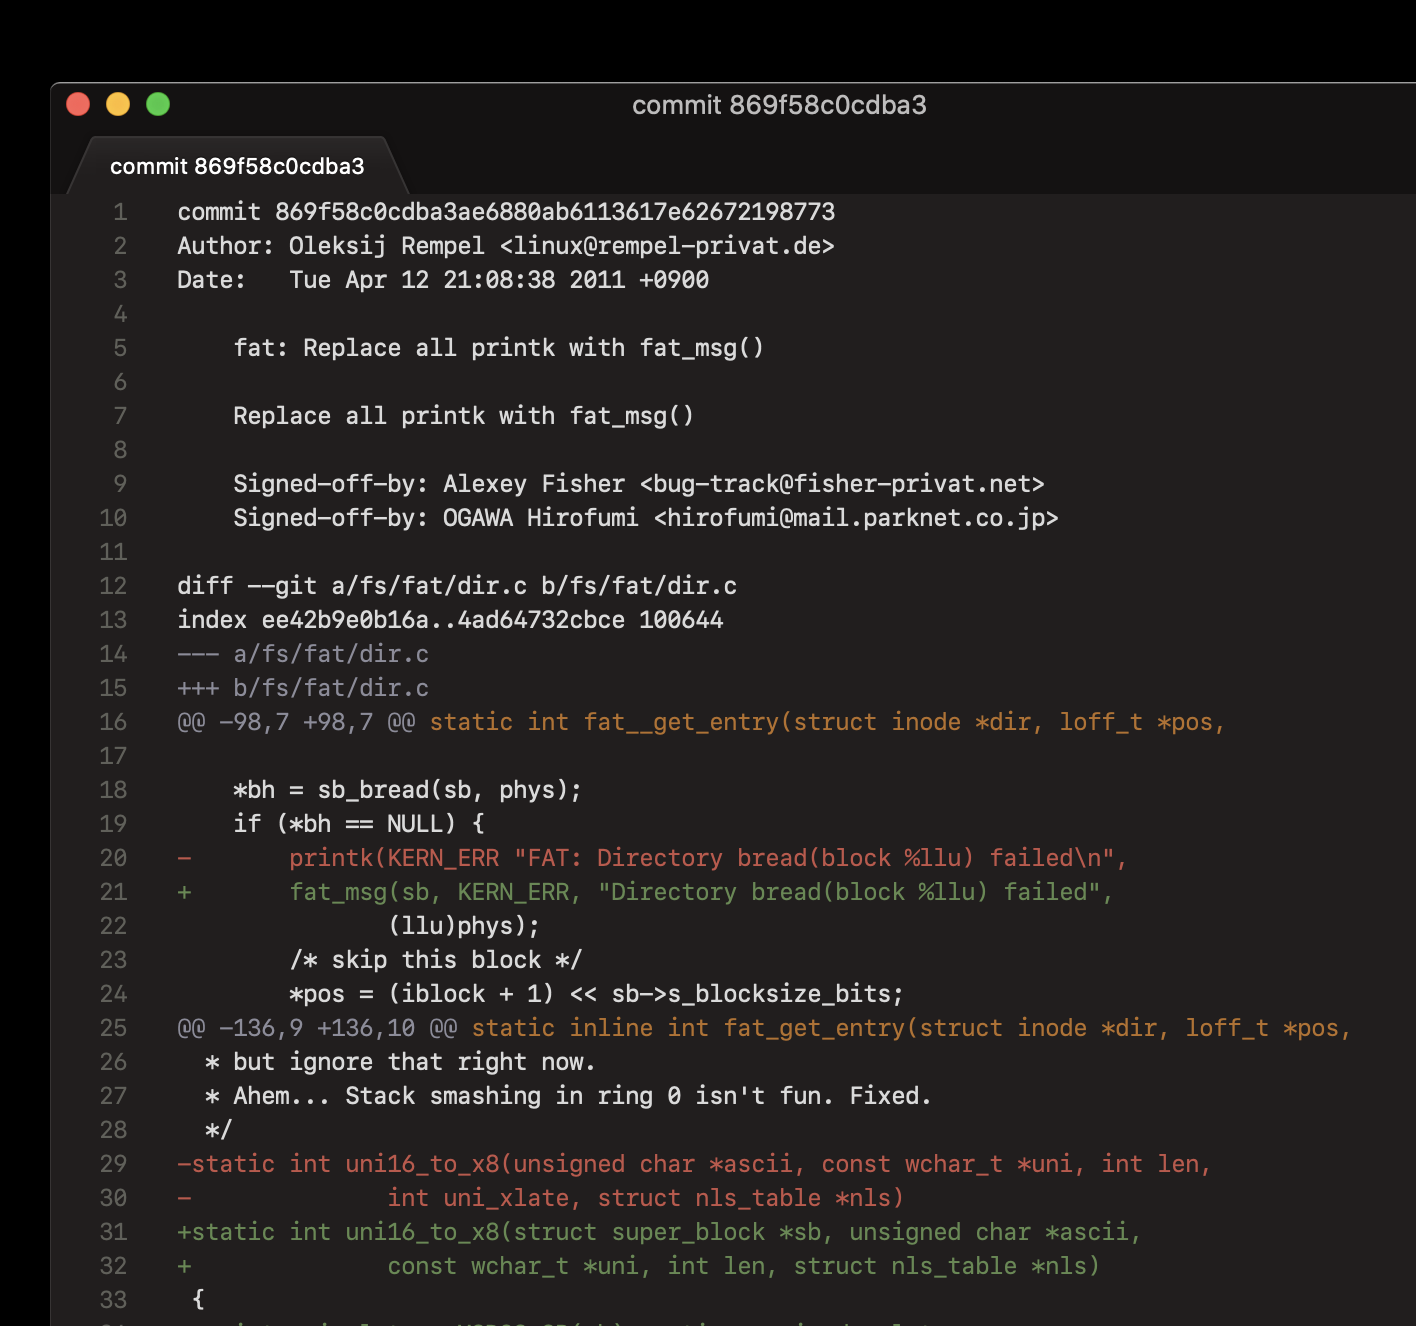 commit 869f58c0cdba3
commit 869f58c0cdba3
1 commit 869f58c0cdba3ae6880ab6113617e62672198773
2 Author: Oleksij Rempel <linux@rempel-privat.de>
3 Date:   Tue Apr 12 21:08:38 2011 +0900
4
5     fat: Replace all printk with fat_msg()
6
7     Replace all printk with fat_msg()
8
9     Signed-off-by: Alexey Fisher <bug-track@fisher-privat.net>
10     Signed-off-by: OGAWA Hirofumi <hirofumi@mail.parknet.co.jp>
11
12 diff --git a/fs/fat/dir.c b/fs/fat/dir.c
13 index ee42b9e0b16a..4ad64732cbce 100644
14 --- a/fs/fat/dir.c
15 +++ b/fs/fat/dir.c
16 @@ -98,7 +98,7 @@ static int fat__get_entry(struct inode *dir, loff_t *pos,
17
18     *bh = sb_bread(sb, phys);
19     if (*bh == NULL) {
20 -       printk(KERN_ERR "FAT: Directory bread(block %llu) failed\n",
21 +       fat_msg(sb, KERN_ERR, "Directory bread(block %llu) failed",
22                (llu)phys);
23         /* skip this block */
24         *pos = (iblock + 1) << sb->s_blocksize_bits;
25 @@ -136,9 +136,10 @@ static inline int fat_get_entry(struct inode *dir, loff_t *pos,
26   * but ignore that right now.
27   * Ahem... Stack smashing in ring 0 isn't fun. Fixed.
28   */
29 -static int uni16_to_x8(unsigned char *ascii, const wchar_t *uni, int len,
30 -              int uni_xlate, struct nls_table *nls)
31 +static int uni16_to_x8(struct super_block *sb, unsigned char *ascii,
32 +              const wchar_t *uni, int len, struct nls_table *nls)
33  {